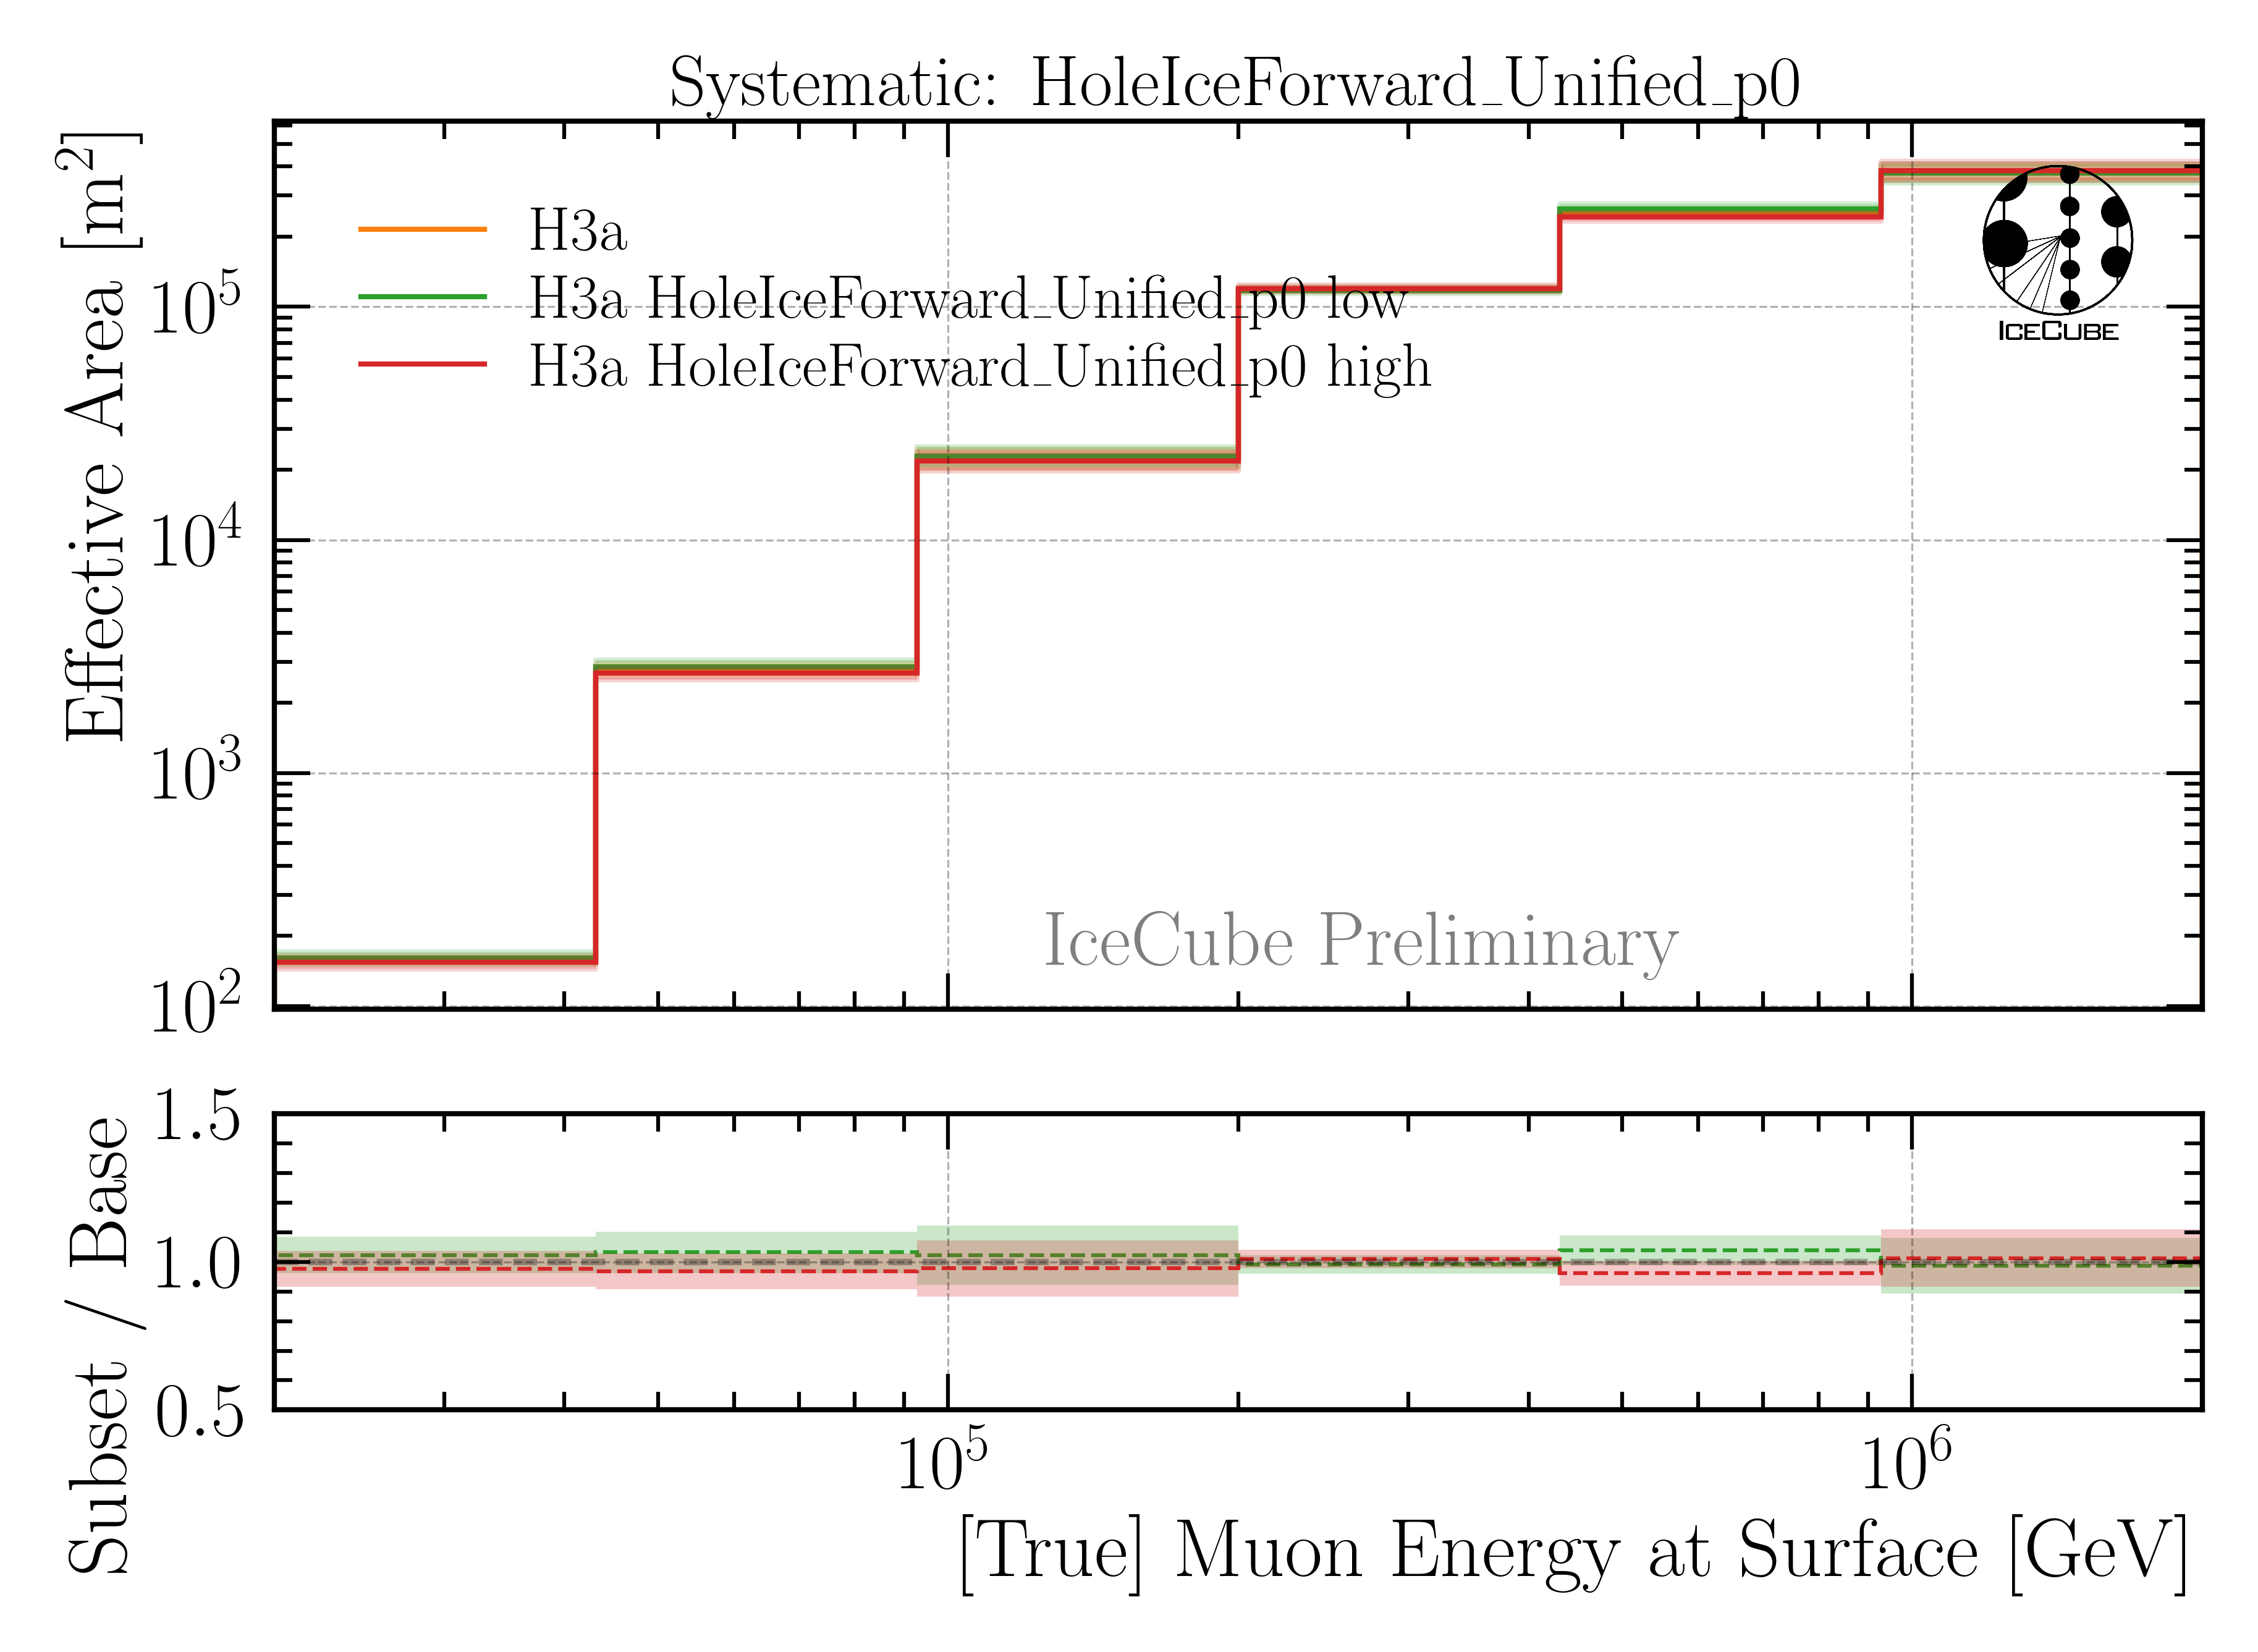 Systematic: HoleIceForward_Unified_p0
Effective Area [m²]
10⁵
10⁴
10³
10²
H3a
H3a HoleIceForward_Unified_p0 low
H3a HoleIceForward_Unified_p0 high
ICECUBE
IceCube Preliminary
Subset / Base
1.5
1.0
0.5
10⁵
10⁶
[True] Muon Energy at Surface [GeV]